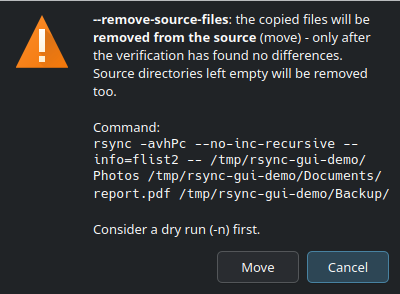 --remove-source-files: the copied files will be
removed from the source (move) - only after
the verification has found no differences.
Source directories left empty will be removed
too.
Command:
rsync -avhPc --no-inc-recursive --
info=flist2 -- /tmp/rsync-gui-demo/
Photos /tmp/rsync-gui-demo/Documents/
report.pdf /tmp/rsync-gui-demo/Backup/
Consider a dry run (-n) first.
Move
Cancel